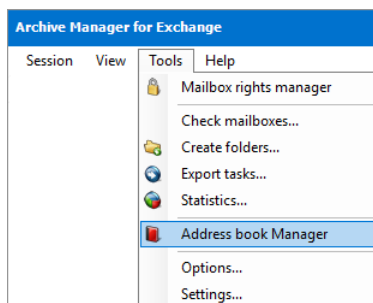 Archive Manager for Exchange
Session View Tools Help
Mailbox rights manager
Check mailboxes...
Create folders...
Export tasks...
Statistics...
Address book Manager
Options...
Settings...